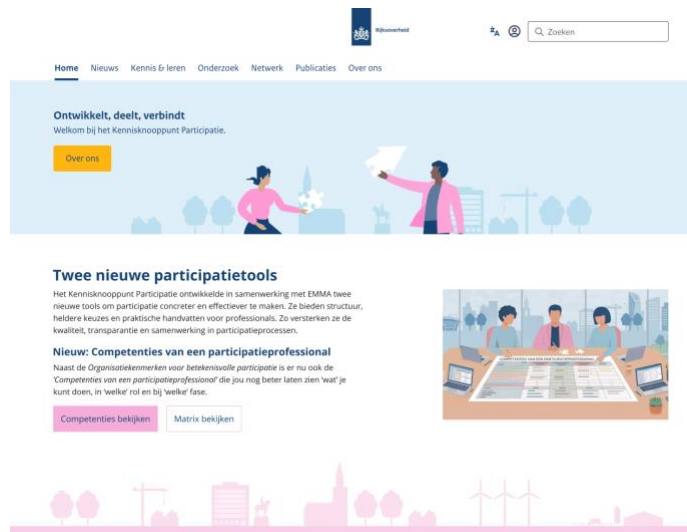 Rijksoverheid
Zoeken
Home Nieuws Kennis & leren Onderzoek Netwerk Publicaties Over ons
Ontwikkelt, deelt, verbindt
Welkom bij het Kennisknooppunt Participatie.
Over ons
Twee nieuwe participatietools
Het Kennisknooppunt Participatie ontwikkelde in samenwerking met EMMA twee
nieuwe tools om participatie concreter en effectiever te maken. Ze bieden structuur,
heldere keuzes en praktische handvatten voor professionals. Zo versterken ze de
kwaliteit, transparantie en samenwerking in participatieprocessen.
Nieuw: Competenties van een participatieprofessional
Naast de Organisatiekenmerken voor betekenisvolle participatie is er nu ook de
'Competenties van een participatieprofessional' die jou nog beter laten zien 'wat' je
kunt doen, in 'welke' rol en bij 'welke' fase.
Competenties bekijken Matrix bekijken
COMPETENTIES VAN EEN PARTICIPATIEPROFESSIONAL